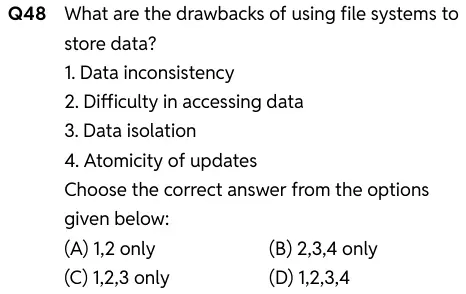 Q48 What are the drawbacks of using file systems to
store data?
1. Data inconsistency
2. Difficulty in accessing data
3. Data isolation
4. Atomicity of updates
Choose the correct answer from the options
given below:
(A) 1,2 only (B) 2,3,4 only
(C) 1,2,3 only (D) 1,2,3,4